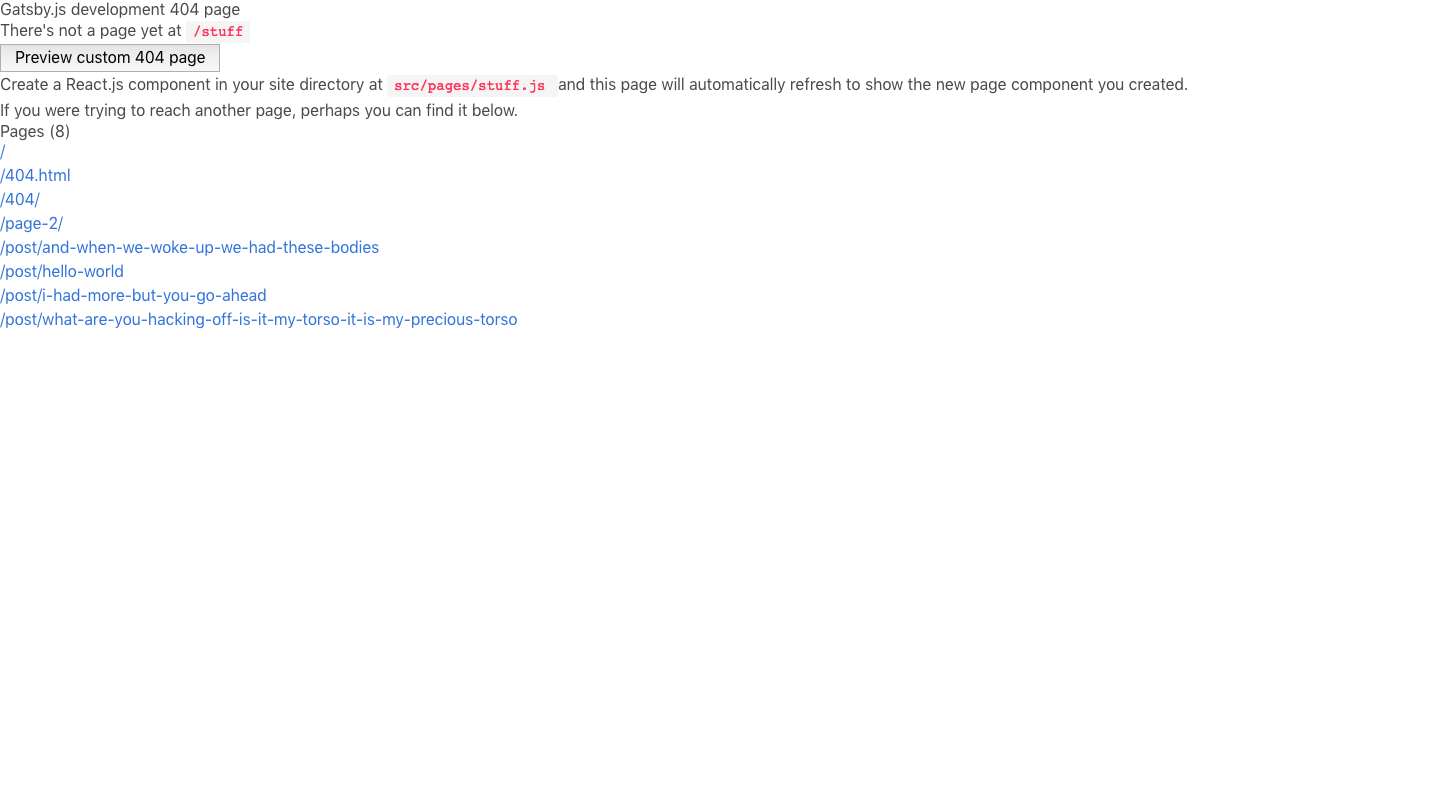 Gatsby.js development 404 page
There's not a page yet at /stuff
Preview custom 404 page
Create a React.js component in your site directory at src/pages/stuff.js and this page will automatically refresh to show the new page component you created.
If you were trying to reach another page, perhaps you can find it below.
Pages (8)
/
/404.html
/404/
/page-2/
/post/and-when-we-woke-up-we-had-these-bodies
/post/hello-world
/post/i-had-more-but-you-go-ahead
/post/what-are-you-hacking-off-is-it-my-torso-it-is-my-precious-torso